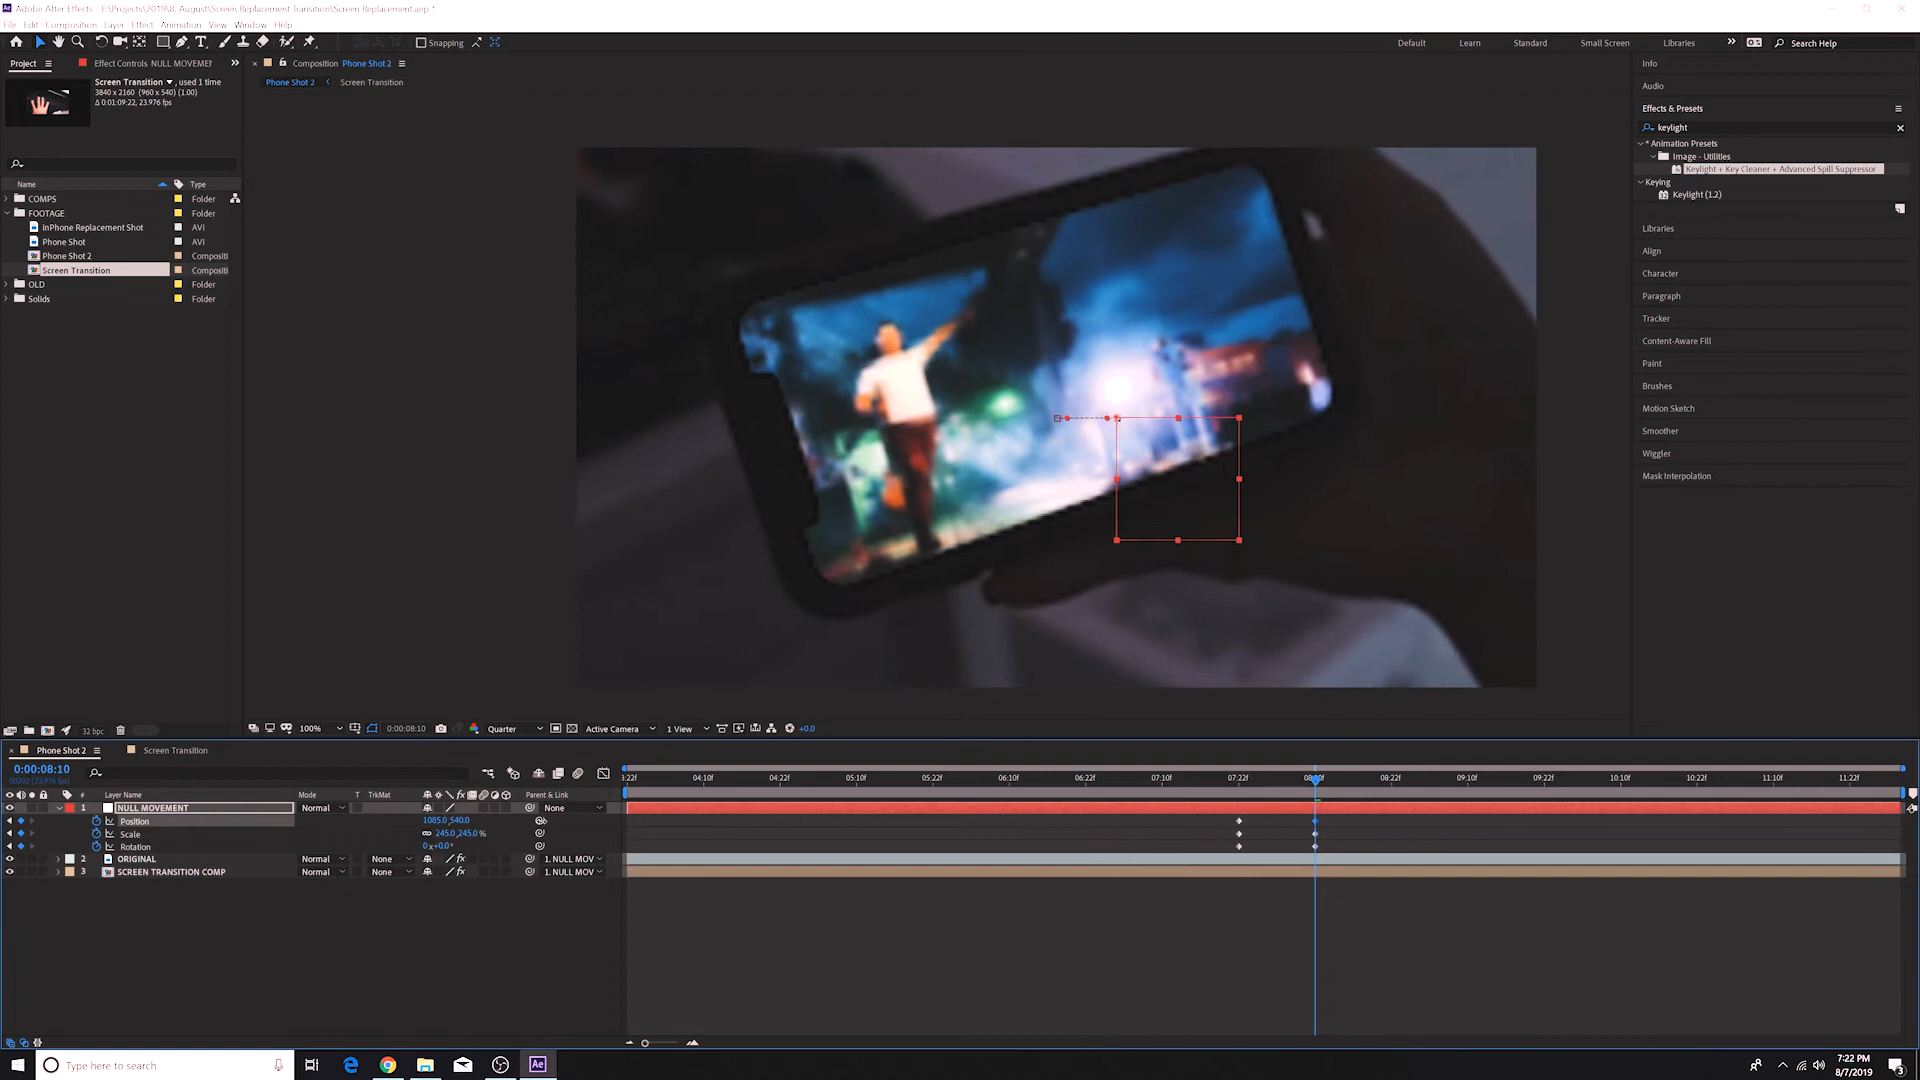 Adobe After Effects - E:\Projects\2019\8. August\Screen Replacement Transition\Screen Replacement.aep *
File Edit Composition Layer Effect Animation View Window Help
Snapping
Default Learn Standard Small Screen Libraries Search Help
Project Effect Controls NULL MOVEMEN
Composition Phone Shot 2
Phone Shot 2 Screen Transition
Screen Transition , used 1 time
3840 x 2160 (960 x 540) (1.00)
Δ 0:01:09:22, 23.976 fps
Name Type
COMPS Folder
FOOTAGE Folder
inPhone Replacement Shot AVI
Phone Shot AVI
Phone Shot 2 Compositi
Screen Transition Compositi
OLD Folder
Solids Folder
Info
Audio
Effects & Presets
keylight
* Animation Presets
Image - Utilities
Keylight + Key Cleaner + Advanced Spill Suppressor
Keying
Keylight (1.2)
Libraries
Align
Character
Paragraph
Tracker
Content-Aware Fill
Paint
Brushes
Motion Sketch
Smoother
Wiggler
Mask Interpolation
32 bpc
100% 0:00:08:10 Quarter Active Camera 1 View +0.0
Phone Shot 2 Screen Transition
0:00:08:10
00202 (23.976 fps)
3:22f 04:10f 04:22f 05:10f 05:22f 06:10f 06:22f 07:10f 07:22f 08:10f 08:22f 09:10f 09:22f 10:10f 10:22f 11:10f 11:22f
# Layer Name Mode T TrkMat Parent & Link
1 NULL MOVEMENT Normal None
Position 1085.0,540.0
Scale 245.0,245.0 %
Rotation 0 x+0.0°
2 ORIGINAL Normal None 1. NULL MOV
3 SCREEN TRANSITION COMP Normal None 1. NULL MOV
Type here to search
Ae
7:22 PM
8/7/2019
3